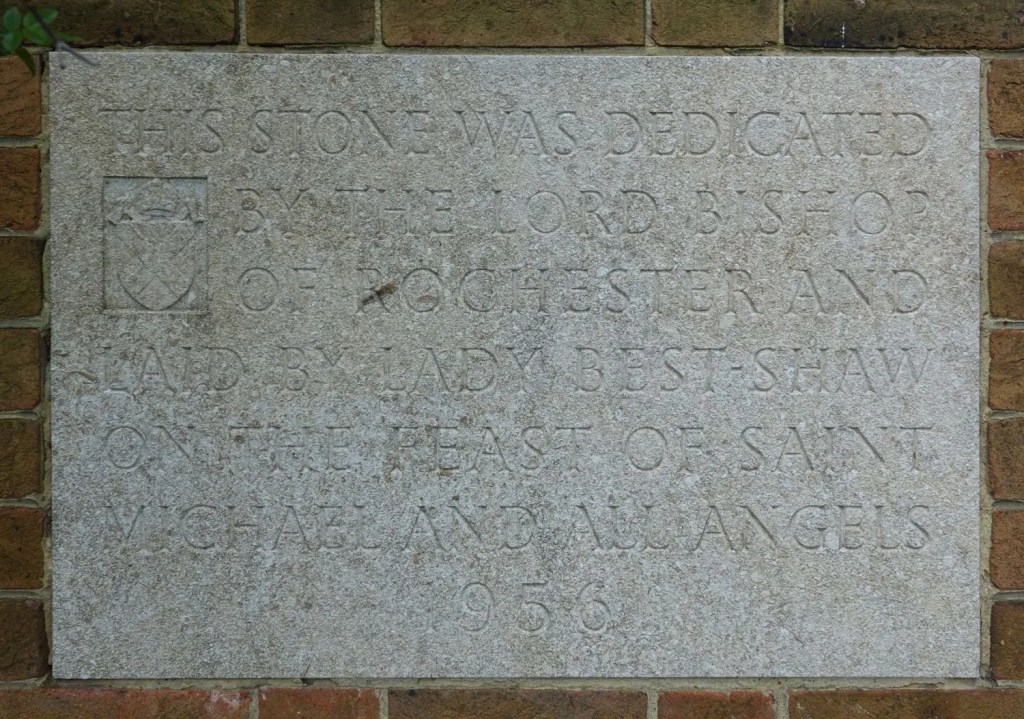 THIS STONE WAS DEDICATED
BY THE LORD BISHOP
OF ROCHESTER AND
LAID BY LADY BEST-SHAW
ON THE FEAST OF SAINT
MICHAEL AND ALL ANGELS
1956